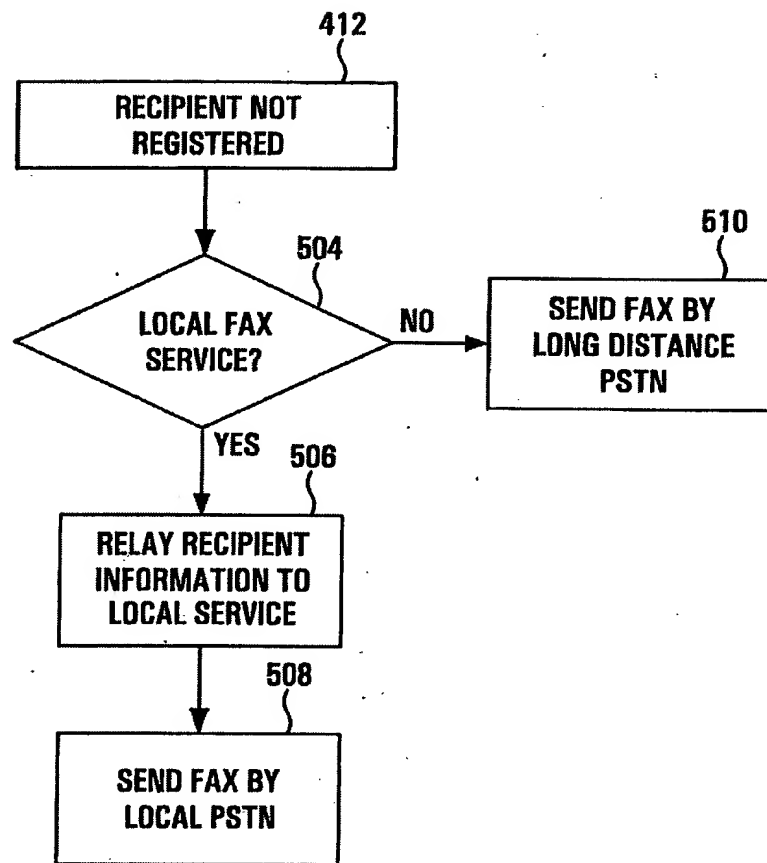 412
RECIPIENT NOT
REGISTERED
504
LOCAL FAX
SERVICE?
NO
510
SEND FAX BY
LONG DISTANCE
PSTN
YES
506
RELAY RECIPIENT
INFORMATION TO
LOCAL SERVICE
508
SEND FAX BY
LOCAL PSTN